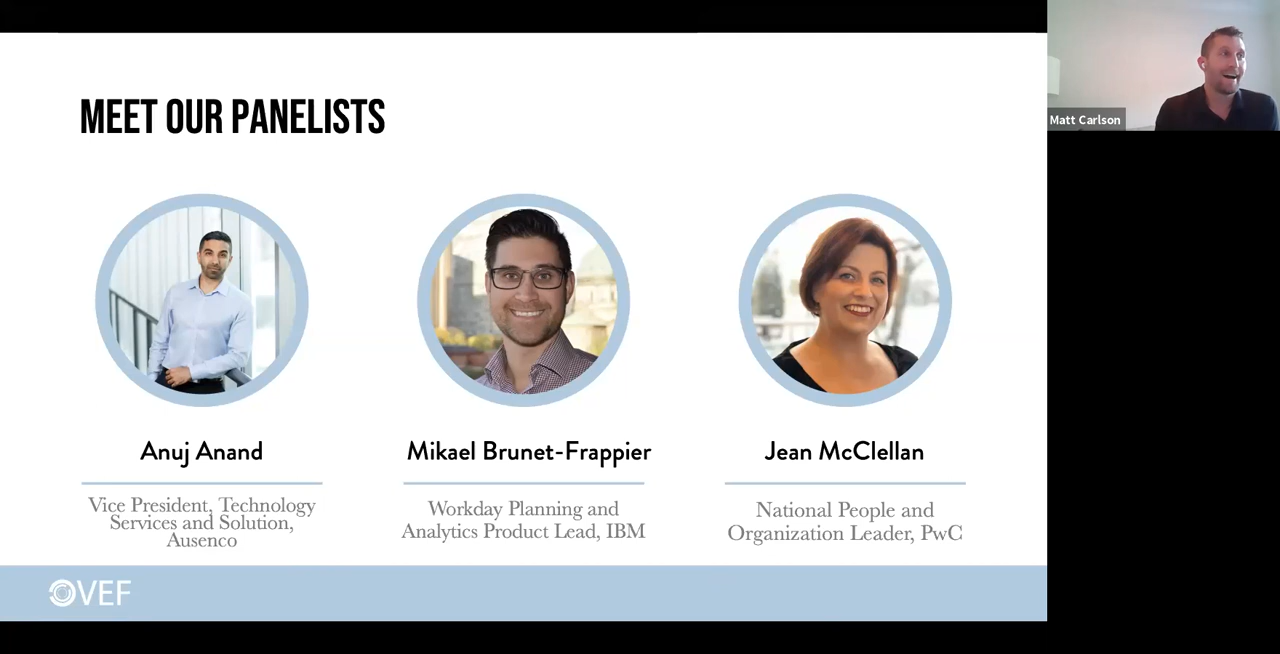 MEET OUR PANELISTS
Matt Carlson
Anuj Anand
Vice President, Technology
Services and Solution,
Ausenco
Mikael Brunet-Frappier
Workday Planning and
Analytics Product Lead, IBM
Jean McClellan
National People and
Organization Leader, PwC
VEF